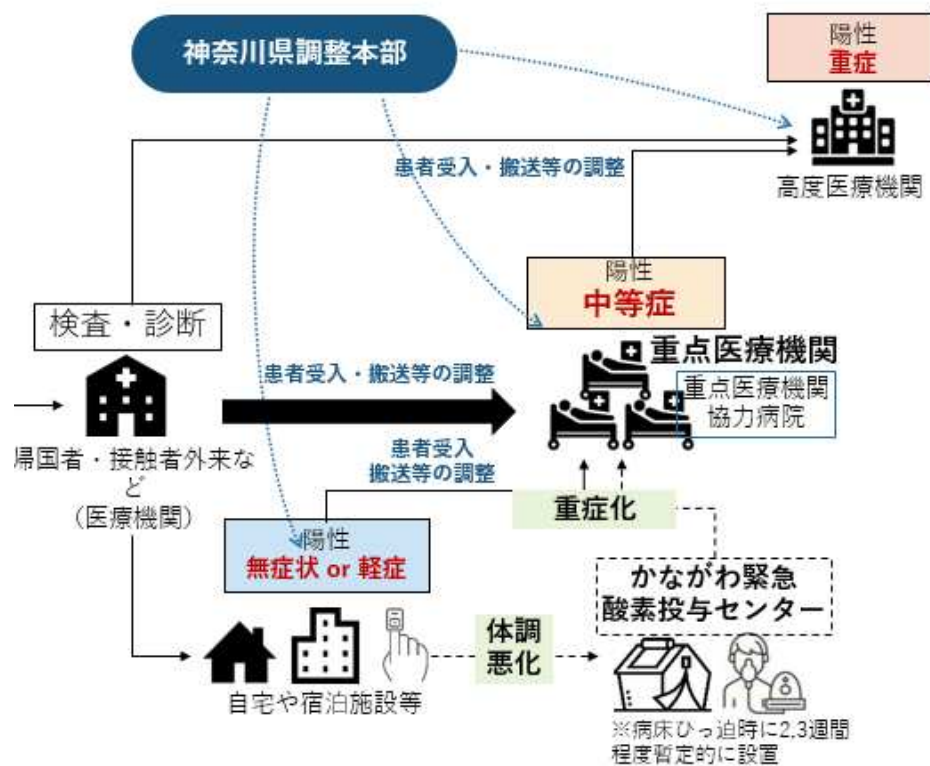 神奈川県調整本部
陽性
重症
患者受入・搬送等の調整
高度医療機関
陽性
中等症
検査・診断
重点医療機関
重点医療機関
協力病院
患者受入・搬送等の調整
帰国者・接触者外来な
ど
（医療機関）
患者受入
搬送等の調整
重症化
陽性
無症状 or 軽症
かながわ緊急
酸素投与センター
体調
悪化
自宅や宿泊施設等
※病床ひっ迫時に2,3週間
程度暫定的に設置